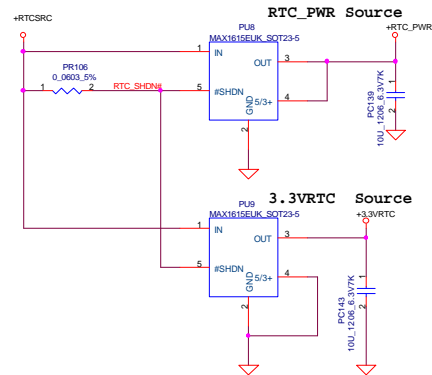 RTC_PWR Source
+RTCSRC
PU8
MAX1615EUK_SOT23-5
+RTC_PWR
1
IN
OUT
3
PR106
0_0603_5%
1
2
RTC_SHDN#
5
#SHDN
5/3+
4
GND
2
1
2
PC139
10U_1206_6.3V7K
3.3VRTC Source
PU9
MAX1615EUK_SOT23-5
+3.3VRTC
1
IN
OUT
3
5
#SHDN
5/3+
4
GND
2
1
2
PC143
10U_1206_6.3V7K